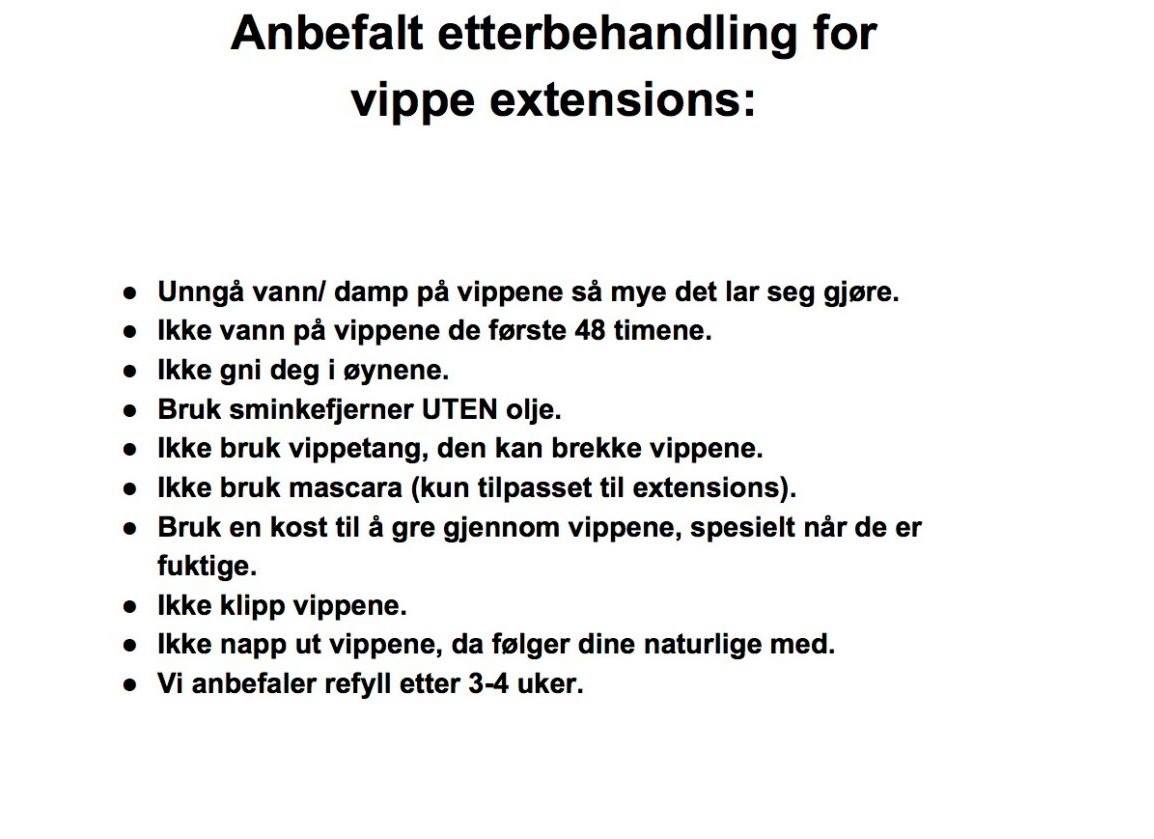 Anbefalt etterbehandling for
vippe extensions:
● Unngå vann/ damp på vippene så mye det lar seg gjøre.
● Ikke vann på vippene de første 48 timene.
● Ikke gni deg i øynene.
● Bruk sminkefjerner UTEN olje.
● Ikke bruk vippetang, den kan brekke vippene.
● Ikke bruk mascara (kun tilpasset til extensions).
● Bruk en kost til å gre gjennom vippene, spesielt når de er
fuktige.
● Ikke klipp vippene.
● Ikke napp ut vippene, da følger dine naturlige med.
● Vi anbefaler refyll etter 3-4 uker.